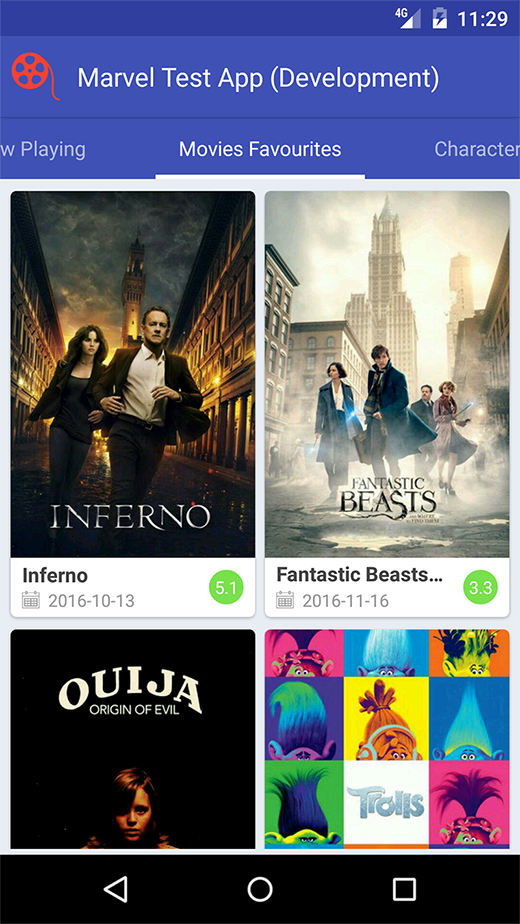 4G 11:29
Marvel Test App (Development)
w Playing Movies Favourites Character
INFERNO
FANTASTIC
BEASTS
AND WHERE
TO FIND THEM
Inferno
2016-10-13
5.1
Fantastic Beasts...
2016-11-16
3.3
OUIJA
ORIGIN OF EVIL
TROLLS